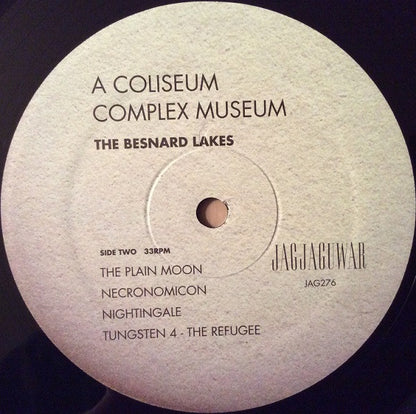 A COLISEUM
COMPLEX MUSEUM
THE BESNARD LAKES
SIDE TWO 33RPM
THE PLAIN MOON
NECRONOMICON
NIGHTINGALE
TUNGSTEN 4 - THE REFUGEE
JAGJAGUWAR
JAG276